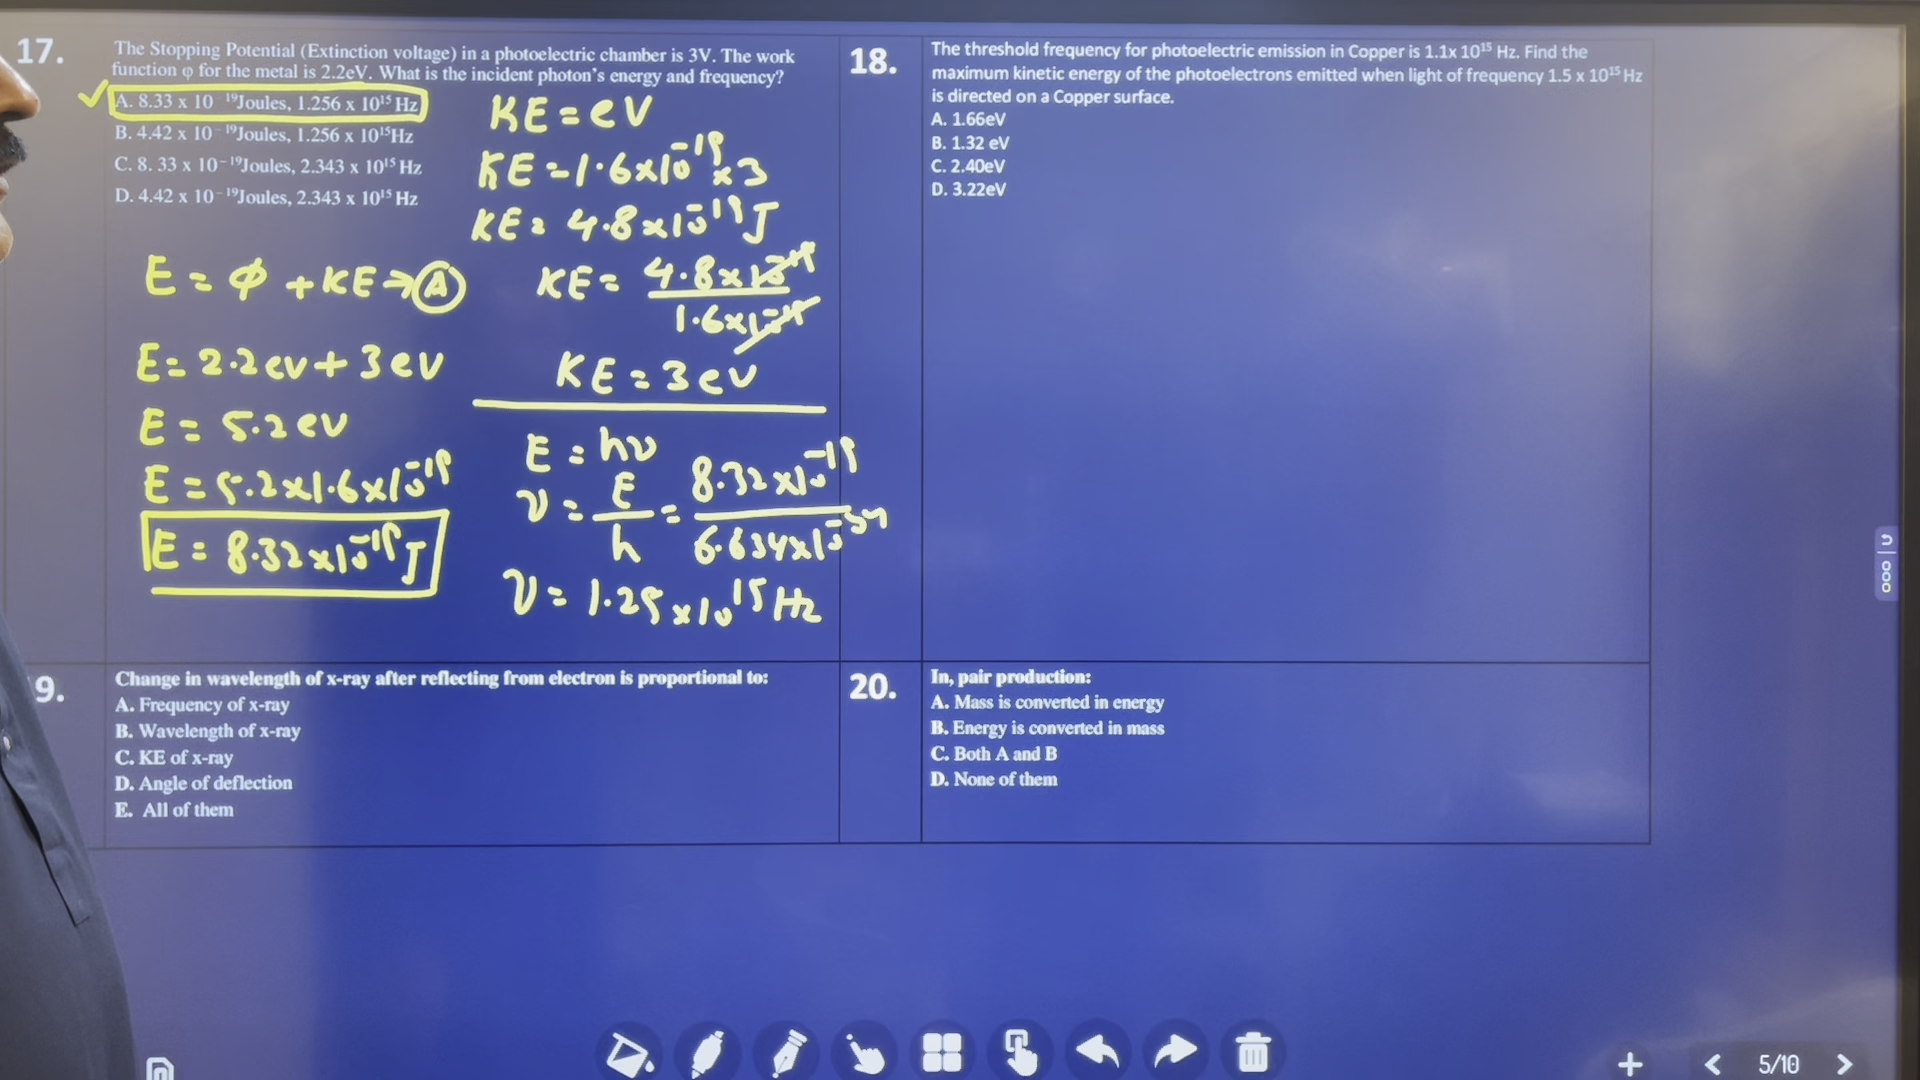 17.
The Stopping Potential (Extinction voltage) in a photoelectric chamber is 3V. The work
function φ for the metal is 2.2eV. What is the incident photon's energy and frequency?
A. 8.33 x 10⁻¹⁹Joules, 1.256 x 10¹⁵ Hz
B. 4.42 x 10⁻¹⁹Joules, 1.256 x 10¹⁵Hz
C. 8. 33 x 10⁻¹⁹Joules, 2.343 x 10¹⁵ Hz
D. 4.42 x 10⁻¹⁹Joules, 2.343 x 10¹⁵ Hz
KE = eV
KE = 1.6x10⁻¹⁹ x 3
KE = 4.8x10⁻¹⁹J
KE = 4.8x10⁻¹⁹
1.6x10⁻¹⁹
KE = 3eV
E = φ + KE → A
E = 2.2ev + 3ev
E = 5.2ev
E = 5.2x1.6x10⁻¹⁹
E = 8.32x10⁻¹⁹J
E = hν
ν = E/h = 8.32x10⁻¹⁹
6.634x10⁻³⁴
ν = 1.25x10¹⁵Hz
18.
The threshold frequency for photoelectric emission in Copper is 1.1x 10¹⁵ Hz. Find the
maximum kinetic energy of the photoelectrons emitted when light of frequency 1.5 x 10¹⁵ Hz
is directed on a Copper surface.
A. 1.66eV
B. 1.32 eV
C. 2.40eV
D. 3.22eV
9.
Change in wavelength of x-ray after reflecting from electron is proportional to:
A. Frequency of x-ray
B. Wavelength of x-ray
C. KE of x-ray
D. Angle of deflection
E. All of them
20.
In, pair production:
A. Mass is converted in energy
B. Energy is converted in mass
C. Both A and B
D. None of them
5/10